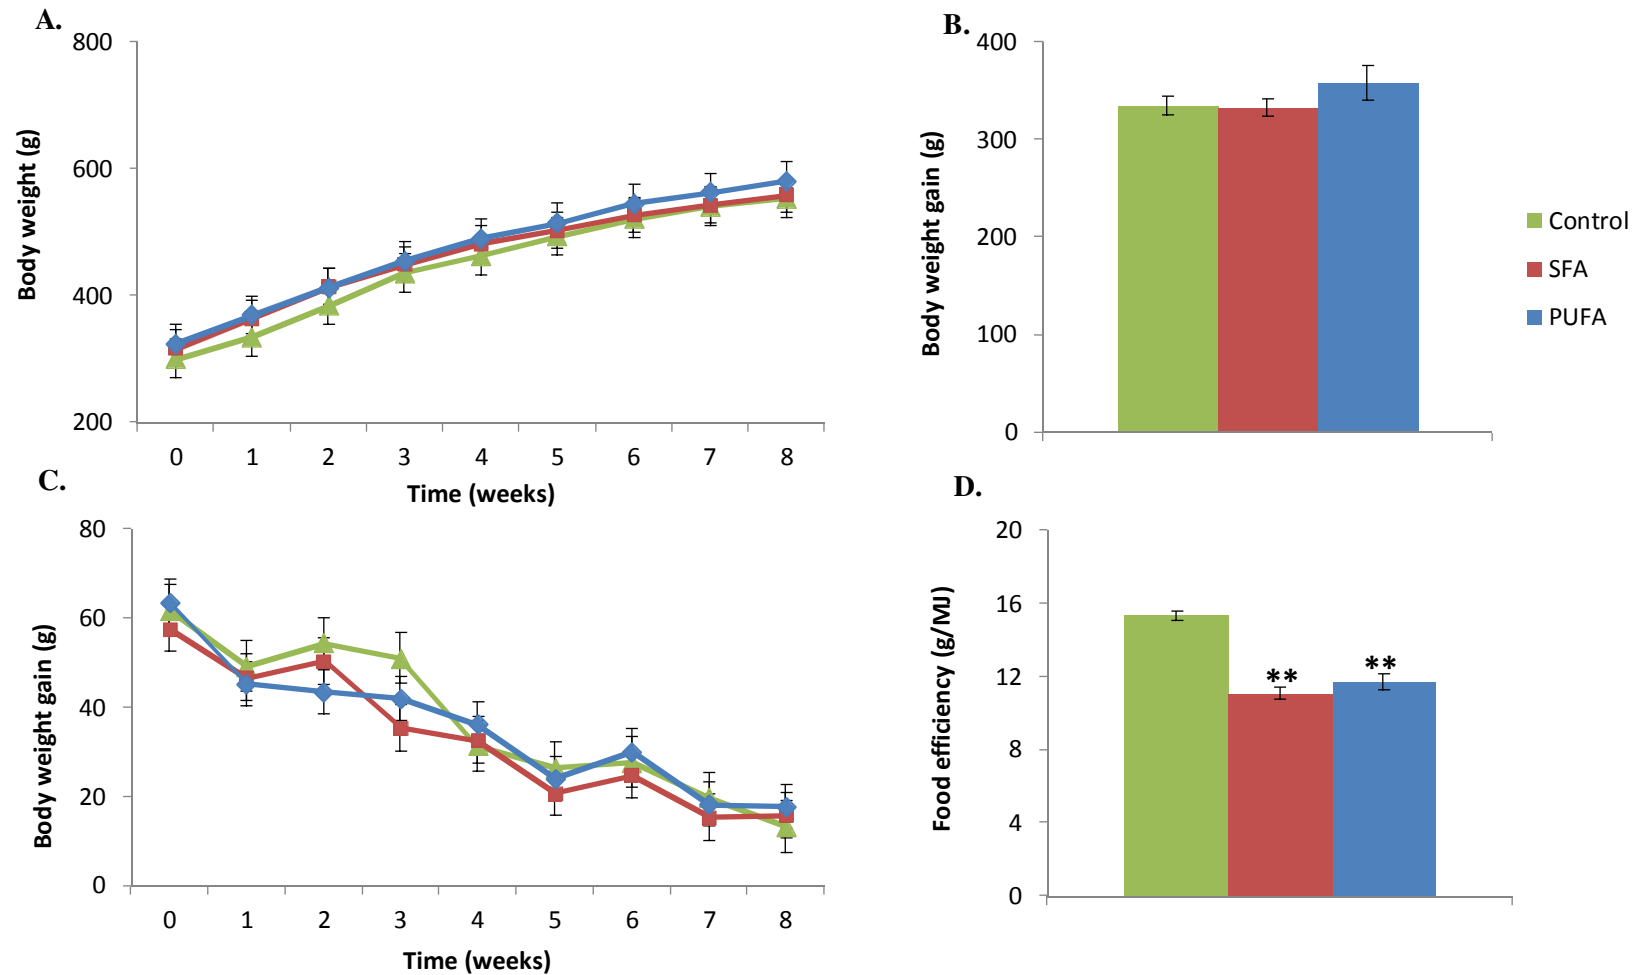 A.
800
600
400
200
Body weight (g)
0 1 2 3 4 5 6 7 8
Time (weeks)
B.
400
300
200
100
0
Body weight gain (g)
Control
SFA
PUFA
C.
80
60
40
20
0
Body weight gain (g)
0 1 2 3 4 5 6 7 8
Time (weeks)
D.
20
16
12
8
4
0
Food efficiency (g/MJ)
** **